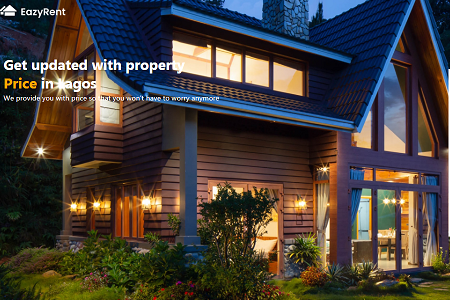 EazyRent
Get updated with property
Price in Lagos
We provide you with price so that you won't have to worry anymore